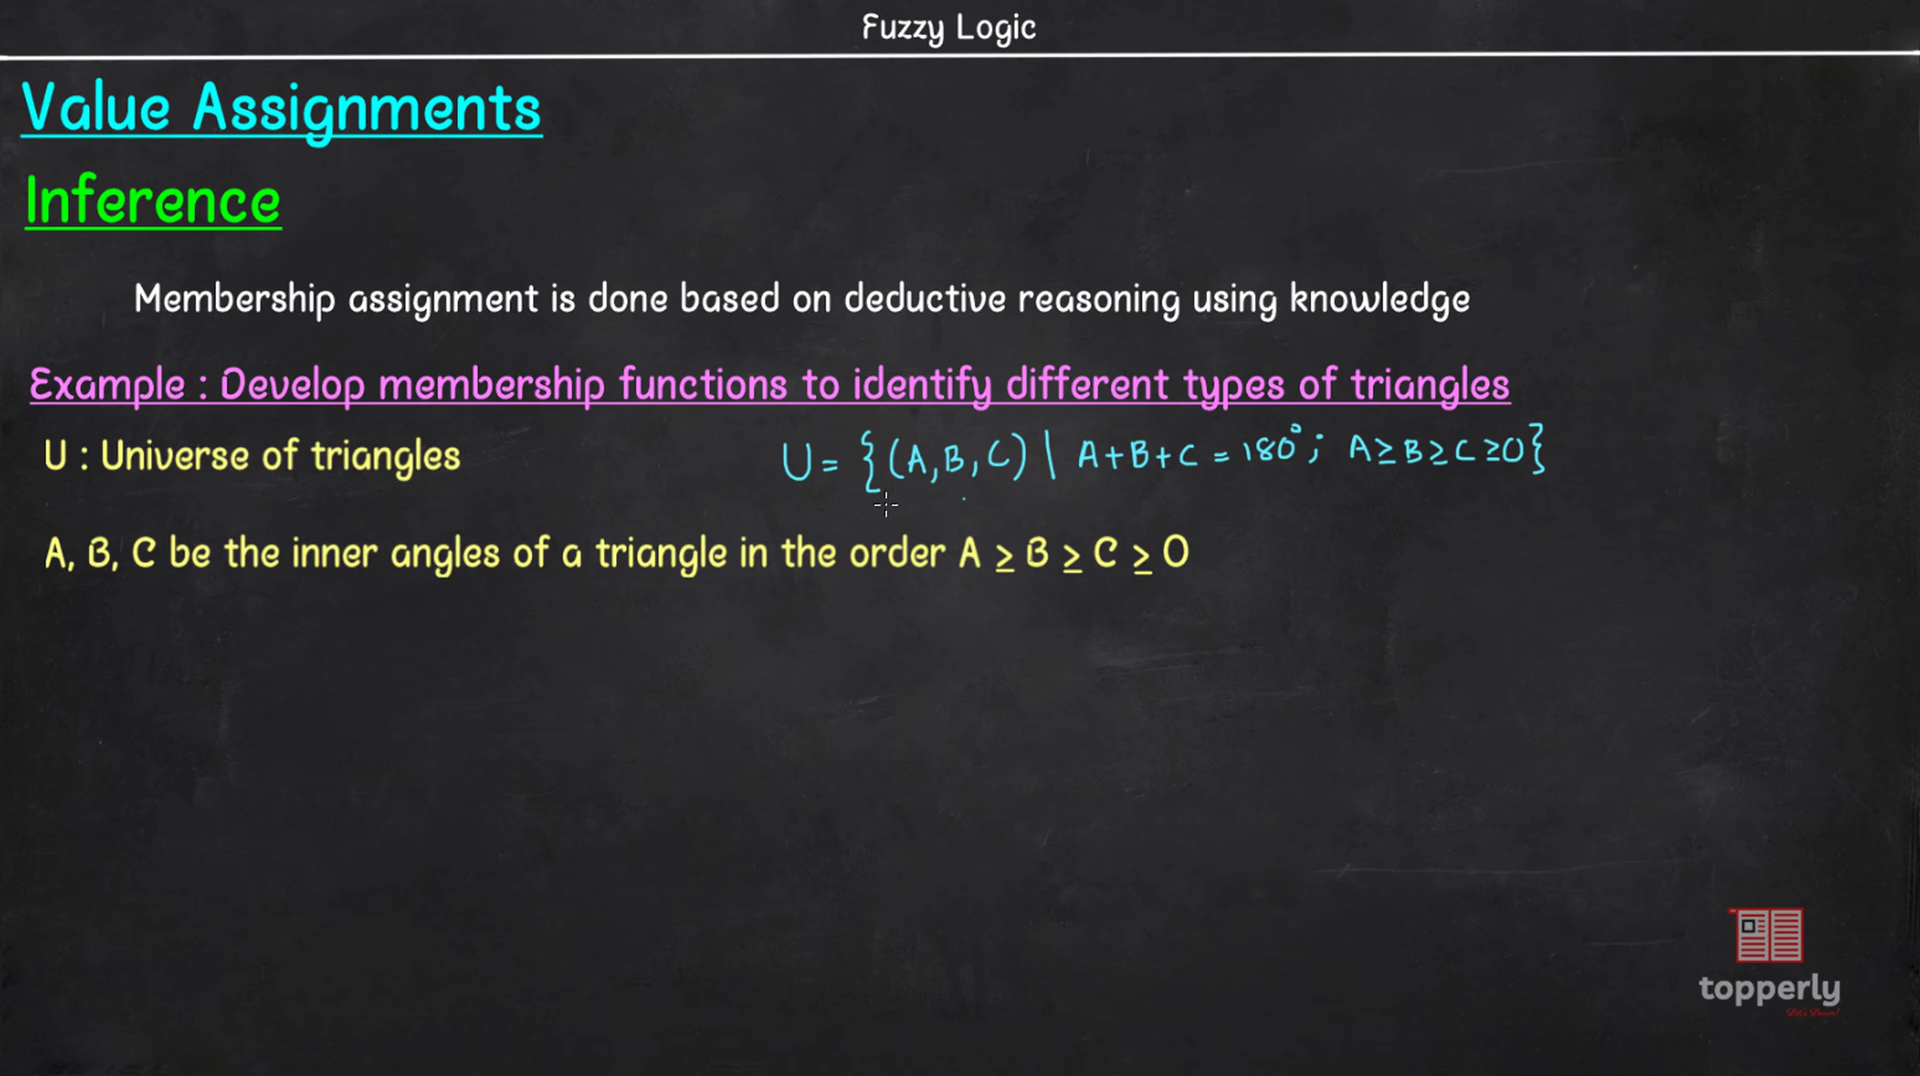 Fuzzy Logic
Value Assignments
Inference
Membership assignment is done based on deductive reasoning using knowledge
Example : Develop membership functions to identify different types of triangles
U : Universe of triangles U = {(A,B,C) | A+B+C = 180°; A≥B≥C≥0}
A, B, C be the inner angles of a triangle in the order A ≥ B ≥ C ≥ 0
topperly